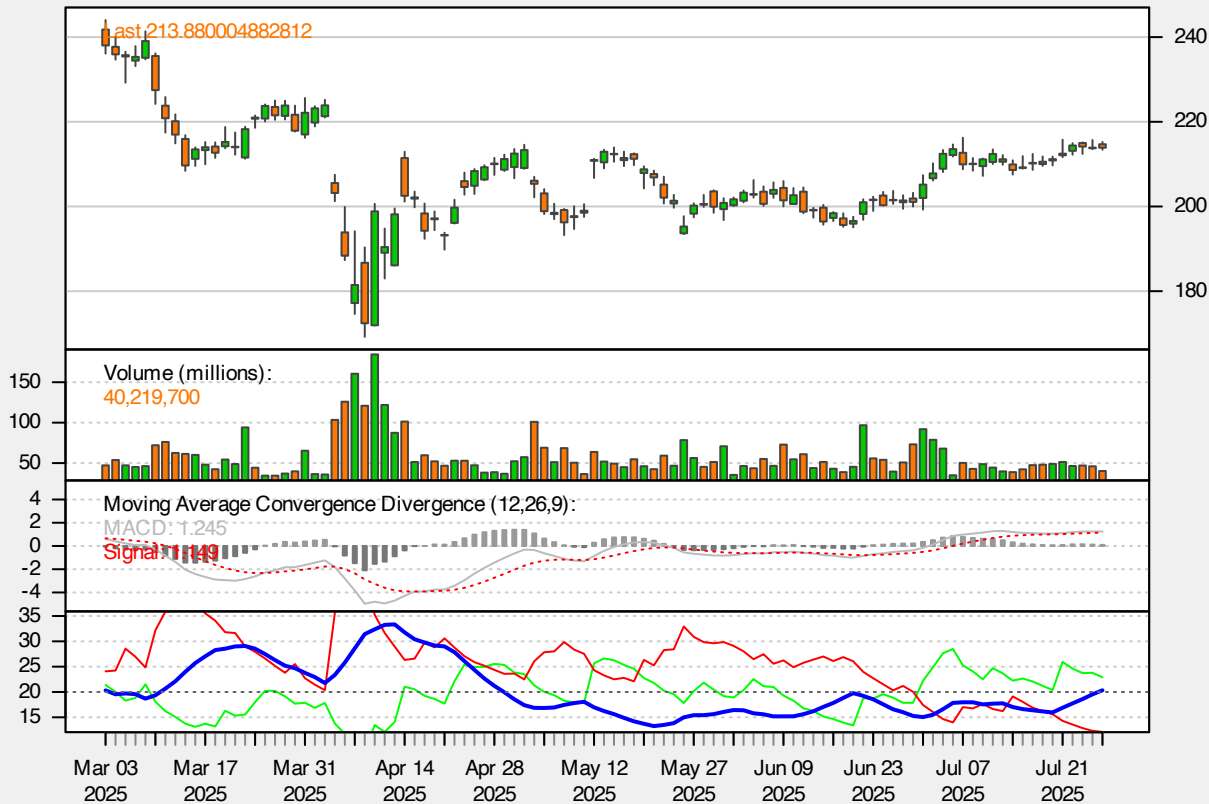 Last 213.880004882812
240
220
200
180
Volume (millions):
40,219,700
150
100
50
Moving Average Convergence Divergence (12,26,9):
MACD: 1.245
Signal: 1.149
4
2
0
-2
-4
35
30
25
20
15
Mar 03 Mar 17 Mar 31 Apr 14 Apr 28 May 12 May 27 Jun 09 Jun 23 Jul 07 Jul 21
2025 2025 2025 2025 2025 2025 2025 2025 2025 2025 2025